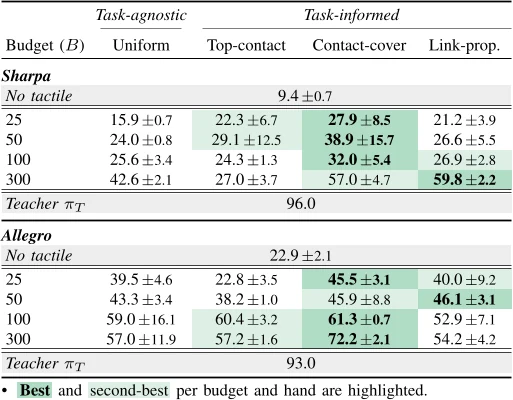 Task-agnostic Task-informed
Budget (B) Uniform Top-contact Contact-cover Link-prop.
Sharpa
No tactile 9.4 ±0.7
25 15.9 ±0.7 22.3 ±6.7 27.9 ±8.5 21.2 ±3.9
50 24.0 ±0.8 29.1 ±12.5 38.9 ±15.7 26.6 ±5.5
100 25.6 ±3.4 24.3 ±1.3 32.0 ±5.4 26.9 ±2.8
300 42.6 ±2.1 27.0 ±3.7 57.0 ±4.7 59.8 ±2.2
Teacher π_T 96.0
Allegro
No tactile 22.9 ±2.1
25 39.5 ±4.6 22.8 ±3.5 45.5 ±3.1 40.0 ±9.2
50 43.3 ±3.4 38.2 ±1.0 45.9 ±8.8 46.1 ±3.1
100 59.0 ±16.1 60.4 ±3.2 61.3 ±0.7 52.9 ±7.1
300 57.0 ±11.9 57.2 ±1.6 72.2 ±2.1 54.2 ±4.2
Teacher π_T 93.0
• Best and second-best per budget and hand are highlighted.